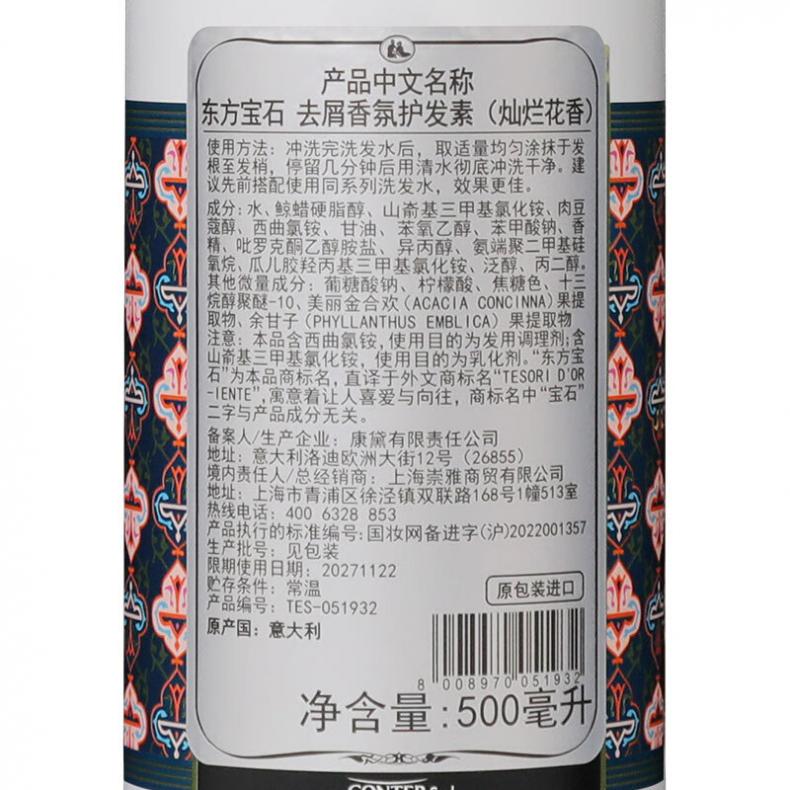 产品中文名称
东方宝石 去屑香氛护发素（灿烂花香）
使用方法：冲洗完洗发水后，取适量均匀涂抹于发
根至发梢，停留几分钟后用清水彻底冲洗干净。建
议先前搭配使用同系列洗发水，效果更佳。
成分：水、鲸蜡硬脂醇、山嵛基三甲基氯化铵、肉豆
蔻醇、西曲氯铵、甘油、苯氧乙醇、苯甲酸钠、香
精、吡罗克酮乙醇胺盐、异丙醇、氨端聚二甲基硅
氧烷、瓜儿胶羟丙基三甲基氯化铵、泛醇、丙二醇。
其他微量成分：葡糖酸钠、柠檬酸、焦糖色、十三
烷醇聚醚-10、美丽金合欢(ACACIA CONCINNA)果提
取物、余甘子(PHYLLANTHUS EMBLICA) 果提取物
注意：本品含西曲氯铵，使用目的为发用调理剂;含
山嵛基三甲基氯化铵，使用目的为乳化剂。“东方宝
石”为本品商标名，直译于外文商标名“TESORI D'OR
-IENTE”,寓意着让人喜爱与向往，商标名中“宝石”
二字与产品成分无关。
备案人/生产企业：康黛有限责任公司
地址：意大利洛迪欧洲大街12号（26855）
境内责任人/总经销商：上海崇雅商贸有限公司
地址：上海市青浦区徐泾镇双联路168号1幢513室
热线电话：400 6328 853
产品执行的标准编号：国妆网备进字(沪)2022001357
生产批号：见包装
限期使用日期：20271122
贮存条件：常温
产品编号：TES-051932
原包装进口
原产国：意大利
8 008970 051932
净含量:500毫升